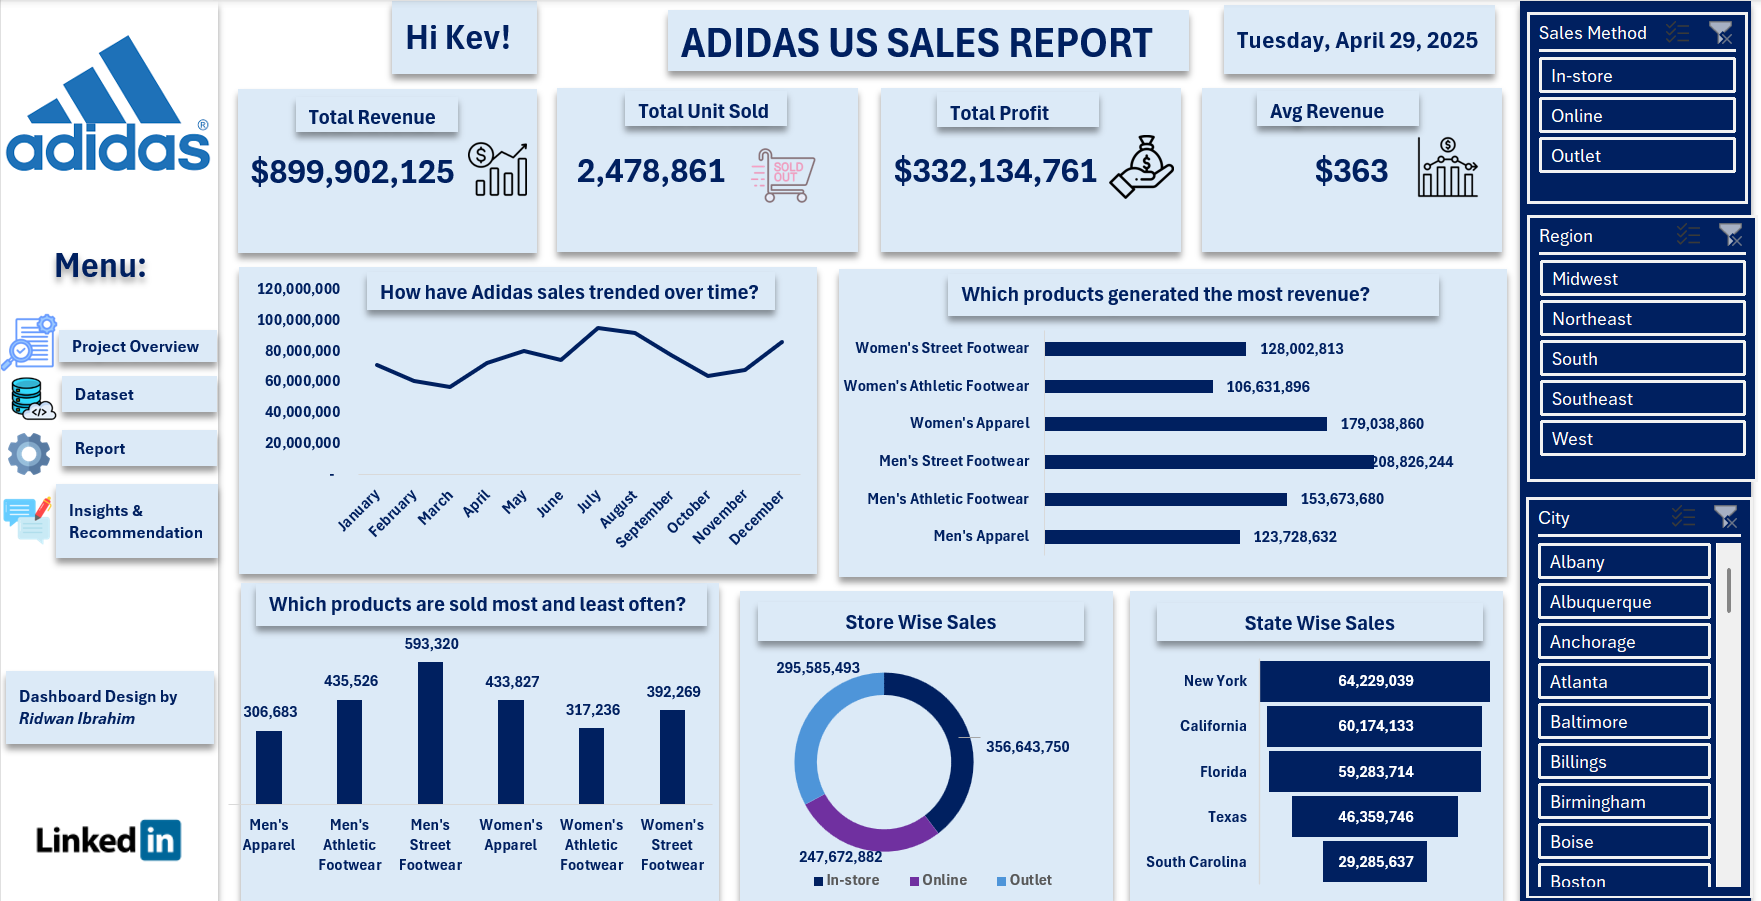 Hi Kev!
ADIDAS US SALES REPORT
Tuesday, April 29, 2025
adidas®
Menu:
Project Overview
Dataset
Report
Insights &
Recommendation
Dashboard Design by
Ridwan Ibrahim
Linked in
Total Revenue
$899,902,125
Total Unit Sold
2,478,861
SOLD
OUT
Total Profit
$332,134,761
Avg Revenue
$363
How have Adidas sales trended over time?
120,000,000
100,000,000
80,000,000
60,000,000
40,000,000
20,000,000
-
January
February
March
April
May
June
July
August
September
October
November
December
Which products generated the most revenue?
Women's Street Footwear 128,002,813
Women's Athletic Footwear 106,631,896
Women's Apparel 179,038,860
Men's Street Footwear 208,826,244
Men's Athletic Footwear 153,673,680
Men's Apparel 123,728,632
Which products are sold most and least often?
306,683
435,526
593,320
433,827
317,236
392,269
Men's
Apparel
Men's
Athletic
Footwear
Men's
Street
Footwear
Women's
Apparel
Women's
Athletic
Footwear
Women's
Street
Footwear
Store Wise Sales
295,585,493
356,643,750
247,672,882
In-store Online Outlet
State Wise Sales
New York 64,229,039
California 60,174,133
Florida 59,283,714
Texas 46,359,746
South Carolina 29,285,637
Sales Method
In-store
Online
Outlet
Region
Midwest
Northeast
South
Southeast
West
City
Albany
Albuquerque
Anchorage
Atlanta
Baltimore
Billings
Birmingham
Boise
Boston